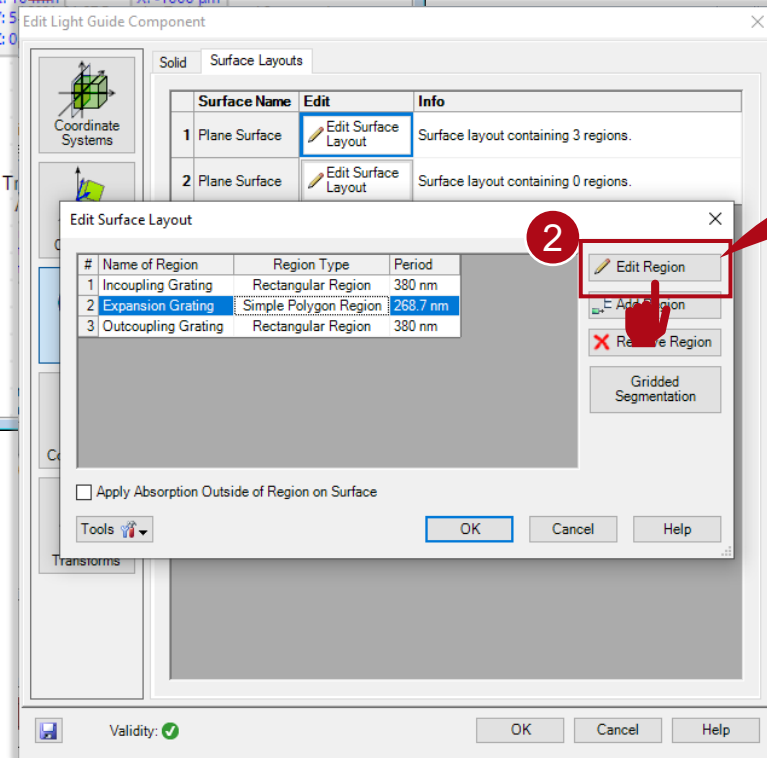 Edit Light Guide Component
Solid Surface Layouts
Surface Name Edit Info
1 Plane Surface Edit Surface Layout Surface layout containing 3 regions.
2 Plane Surface Edit Surface Layout Surface layout containing 0 regions.
Coordinate
Systems
Edit Surface Layout
2
# Name of Region Region Type Period
1 Incoupling Grating Rectangular Region 380 nm
2 Expansion Grating Simple Polygon Region 268.7 nm
3 Outcoupling Grating Rectangular Region 380 nm
Edit Region
Region
Region
Gridded
Segmentation
Apply Absorption Outside of Region on Surface
Tools
OK Cancel Help
Transforms
Validity:
OK Cancel Help